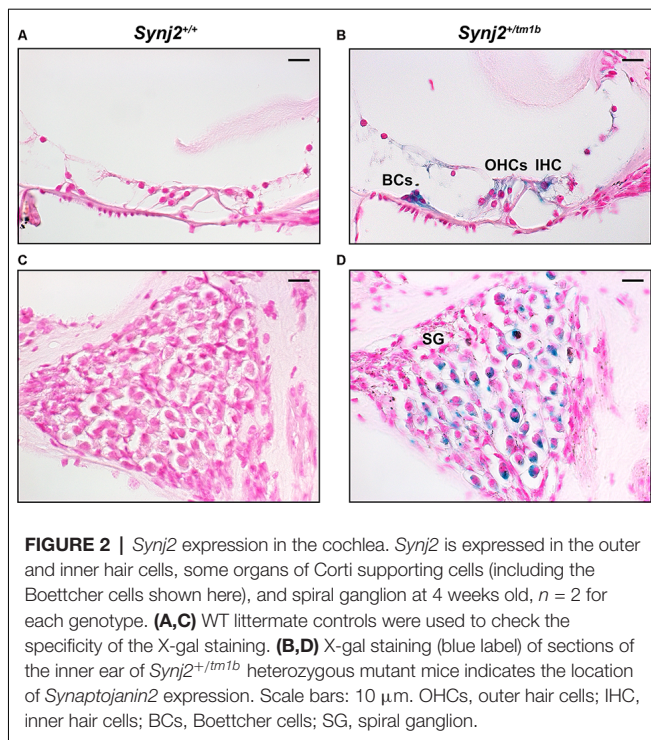 Synj2+/+
Synj2+/tm1b
A
B
OHCs IHC
BCs
C
D
SG
FIGURE 2 | Synj2 expression in the cochlea. Synj2 is expressed in the outer
and inner hair cells, some organs of Corti supporting cells (including the
Boettcher cells shown here), and spiral ganglion at 4 weeks old, n = 2 for
each genotype. (A,C) WT littermate controls were used to check the
specificity of the X-gal staining. (B,D) X-gal staining (blue label) of sections of
the inner ear of Synj2+/tm1b heterozygous mutant mice indicates the location
of Synaptojanin2 expression. Scale bars: 10 μm. OHCs, outer hair cells; IHC,
inner hair cells; BCs, Boettcher cells; SG, spiral ganglion.